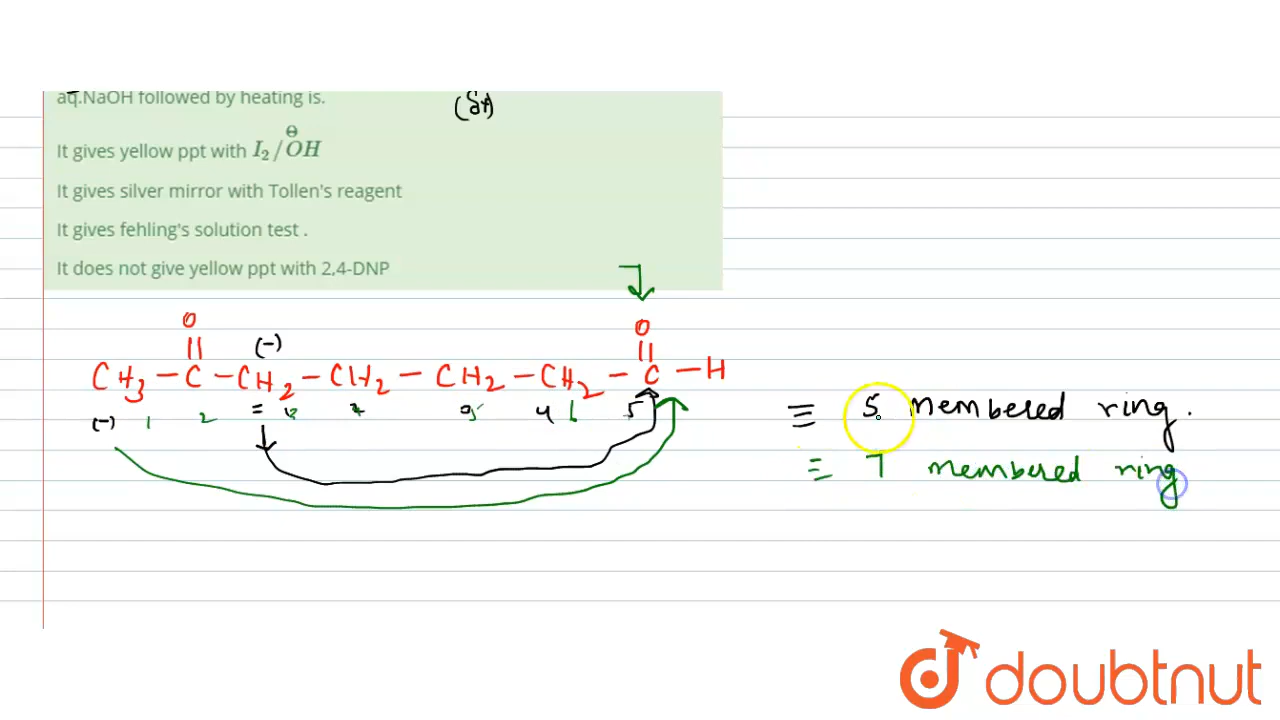 aq.NaOH followed by heating is.
It gives yellow ppt with I₂/O⊖H
It gives silver mirror with Tollen's reagent
It gives fehling's solution test .
It does not give yellow ppt with 2,4-DNP
O O
(-)
CH₃ - C - CH₂ - CH₂ - CH₂ - CH₂ - C - H
(-) 1 2 4 6 5
≡ 5 membered ring.
≡ 7 membered ring
doubtnut